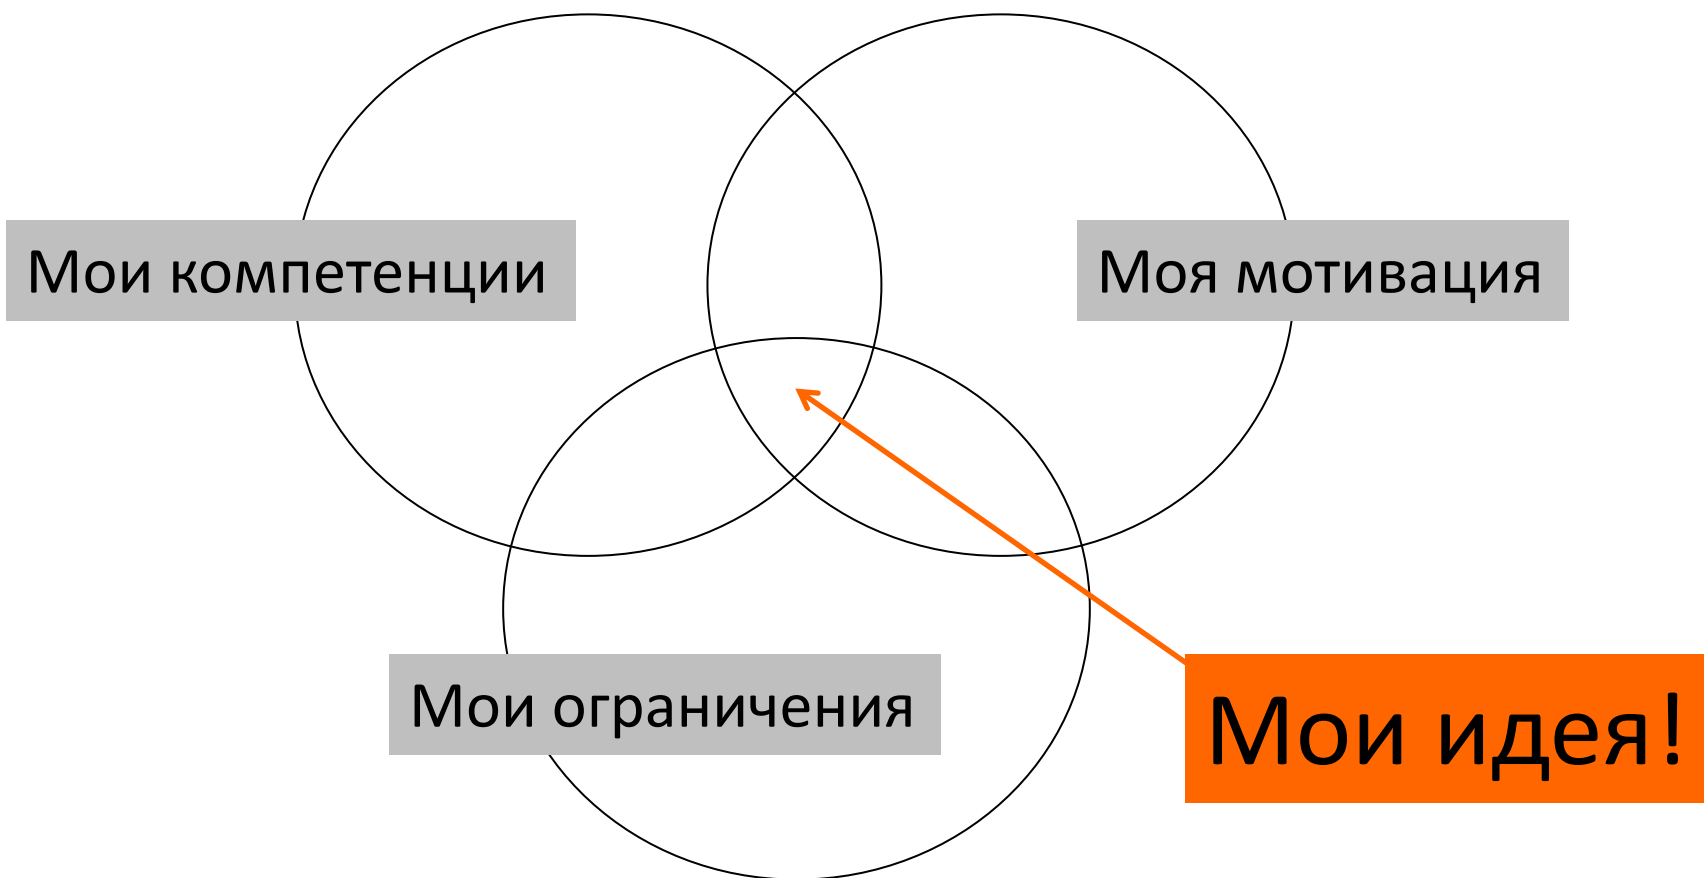 Мои компетенции
Моя мотивация
Мои ограничения
Мои идея!